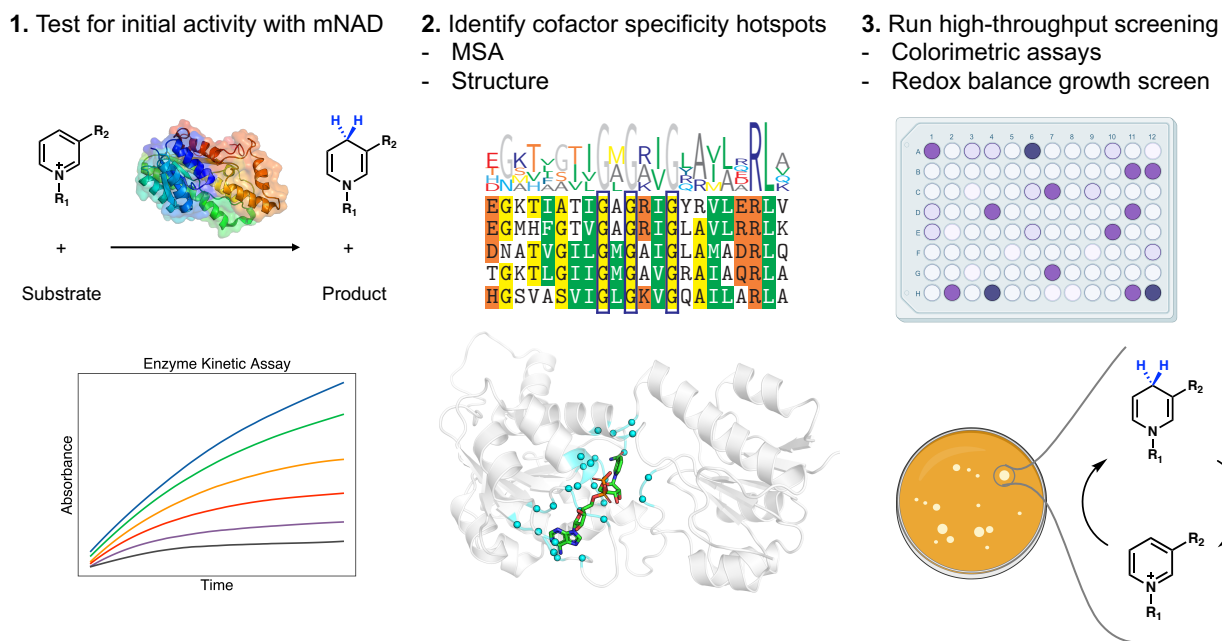 1. Test for initial activity with mNAD
R2
N+
R1
+
Substrate
H H
R2
N
R1
+
Product
Enzyme Kinetic Assay
Absorbance
Time
2. Identify cofactor specificity hotspots
- MSA
- Structure
EGKTIATIGAGRIGYRVLERLV
EGMHFGTVGAGRIGLAVLRRLK
DNATVGILGMGAIGLAMADRLQ
TGKTLGIIGMGAVGRAIAQRLA
HGSVASVIGLGKVGQAILARLA
3. Run high-throughput screening
- Colorimetric assays
- Redox balance growth screen
1 2 3 4 5 6 7 8 9 10 11 12
A
B
C
D
E
F
G
H
H H
R2
N
R1
R2
N+
R1